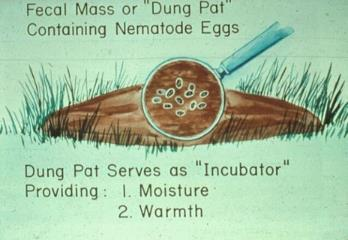 Fecal Mass or "Dung Pat"
Containing Nematode Eggs
Dung Pat Serves as "Incubator"
Providing: 1. Moisture
2. Warmth